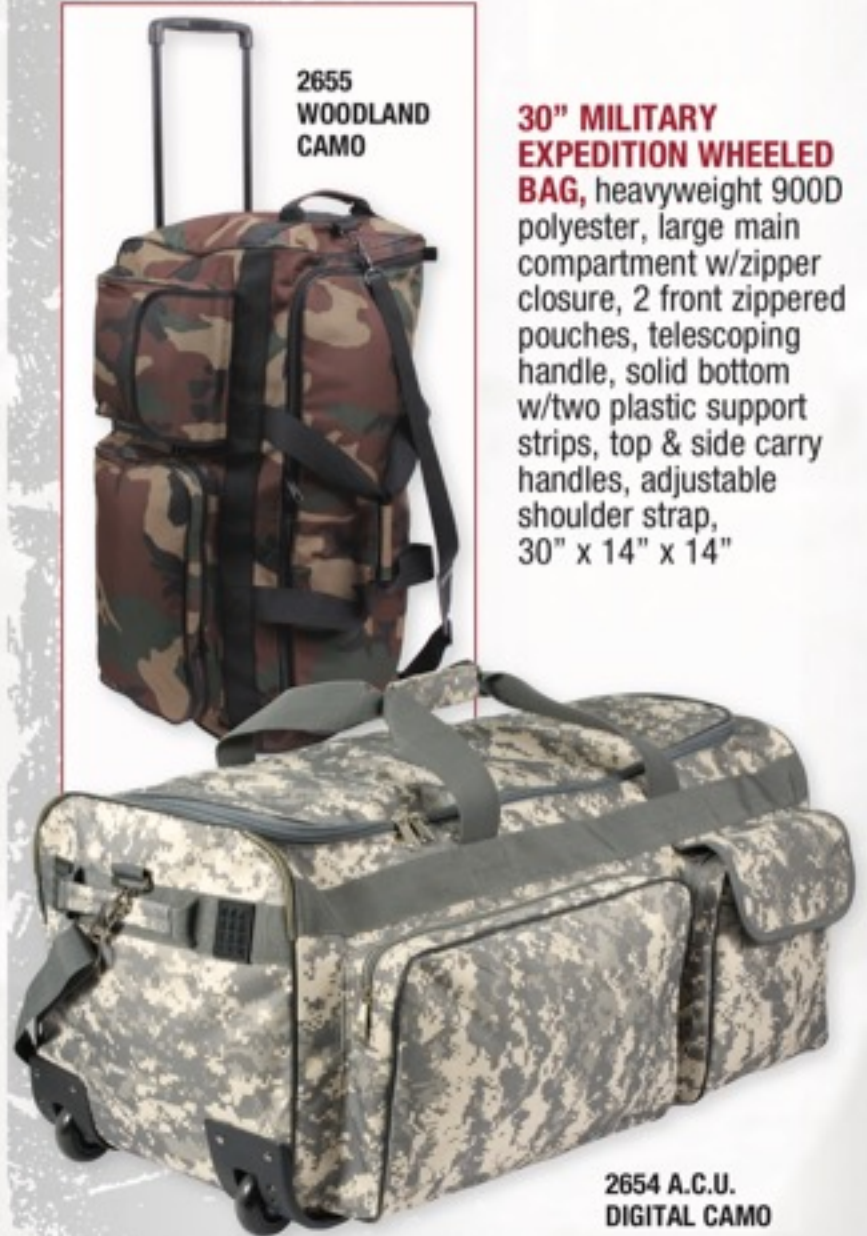 2655
WOODLAND
CAMO
30” MILITARY
EXPEDITION WHEELED
BAG, heavyweight 900D
polyester, large main
compartment w/zipper
closure, 2 front zippered
pouches, telescoping
handle, solid bottom
w/two plastic support
strips, top & side carry
handles, adjustable
shoulder strap,
30” x 14” x 14”
2654 A.C.U.
DIGITAL CAMO